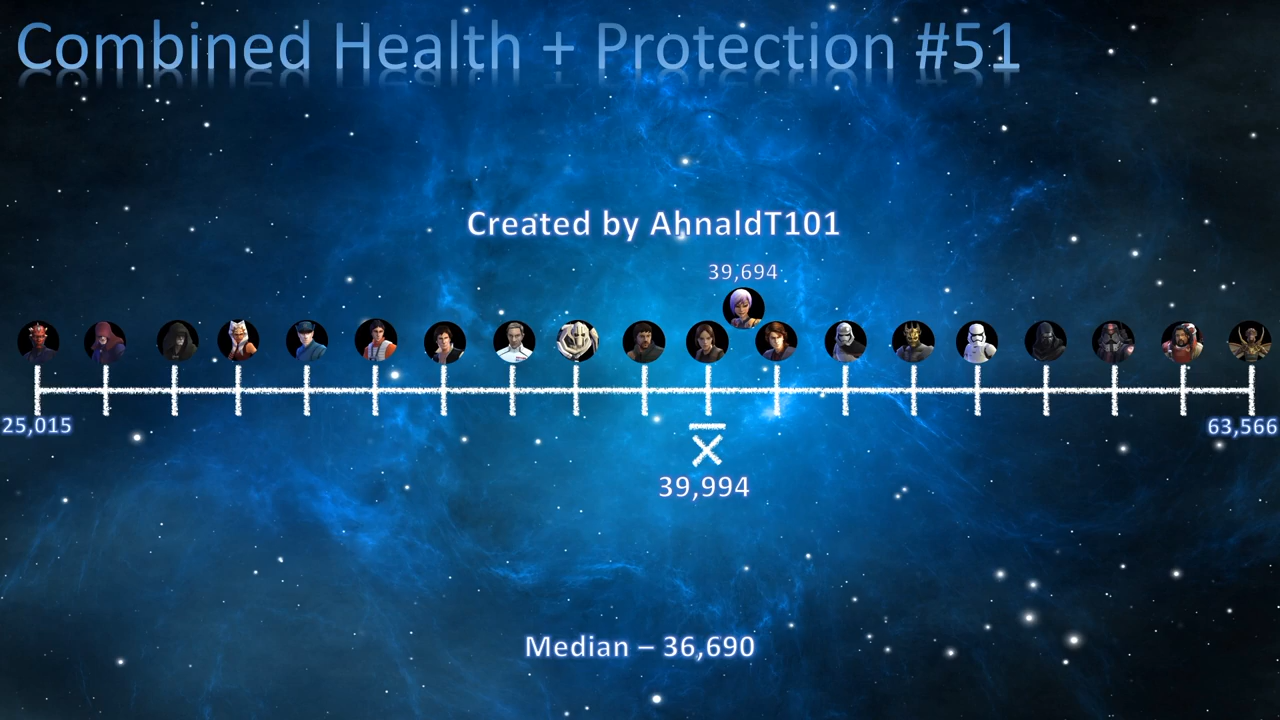 Combined Health + Protection #51
Created by AhnaldT101
39,694
25,015
63,566
X
39,994
Median – 36,690